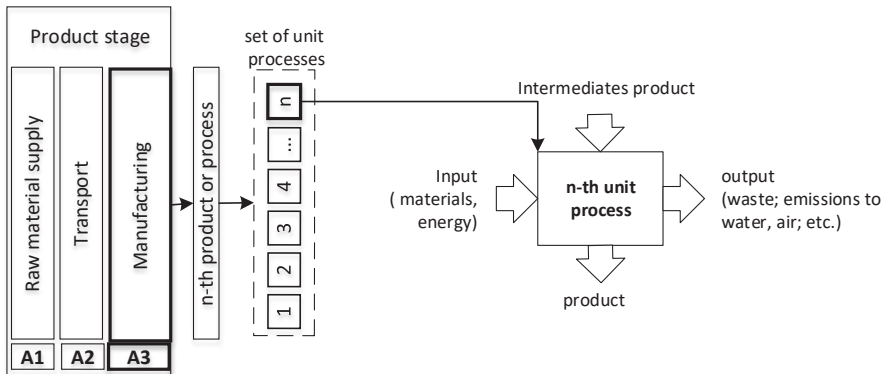 Product stage
Raw material supply
Transport
Manufacturing
A1
A2
A3
n-th product or process
set of unit
processes
n
...
4
3
2
1
Intermediates product
Input
( materials,
energy)
n-th unit
process
output
(waste; emissions to
water, air; etc.)
product